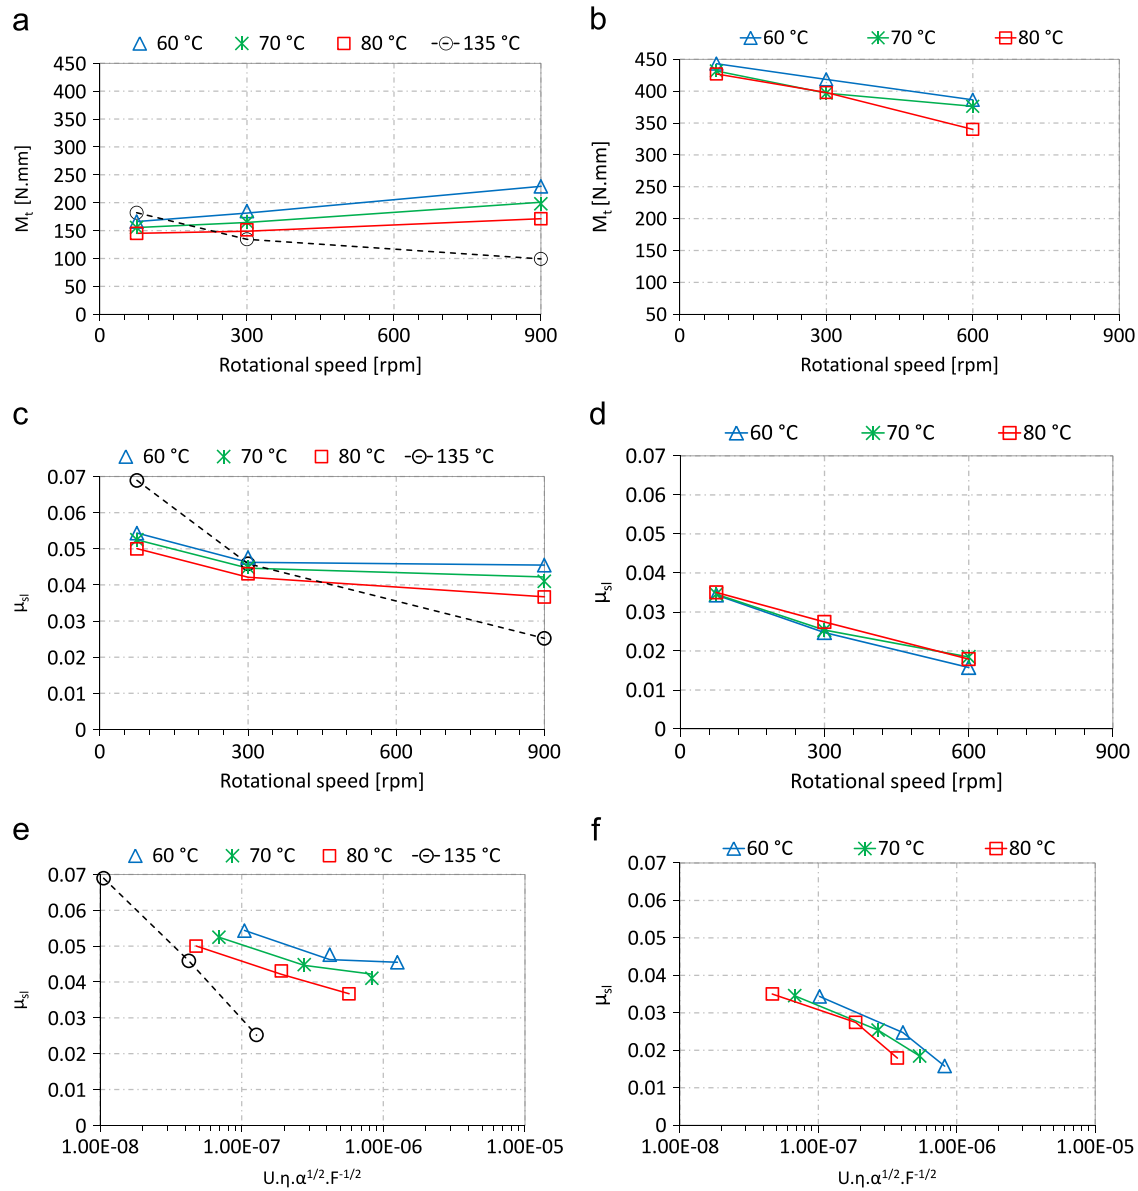 a
60 °C 70 °C 80 °C 135 °C
450
400
350
300
250
200
150
100
50
0
M_t [N.mm]
0 300 600 900
Rotational speed [rpm]
b
60 °C 70 °C 80 °C
450
400
350
300
250
200
150
100
50
M_t [N.mm]
0 300 600 900
Rotational speed [rpm]
c
60 °C 70 °C 80 °C 135 °C
0.07
0.06
0.05
0.04
0.03
0.02
0.01
0
μ_sl
0 300 600 900
Rotational speed [rpm]
d
60 °C 70 °C 80 °C
0.07
0.06
0.05
0.04
0.03
0.02
0.01
0
μ_sl
0 300 600 900
Rotational speed [rpm]
e
60 °C 70 °C 80 °C 135 °C
0.07
0.06
0.05
0.04
0.03
0.02
0.01
0
μ_sl
1.00E-08 1.00E-07 1.00E-06 1.00E-05
U.η.α^1/2.F^-1/2
f
60 °C 70 °C 80 °C
0.07
0.06
0.05
0.04
0.03
0.02
0.01
0
μ_sl
1.00E-08 1.00E-07 1.00E-06 1.00E-05
U.η.α^1/2.F^-1/2